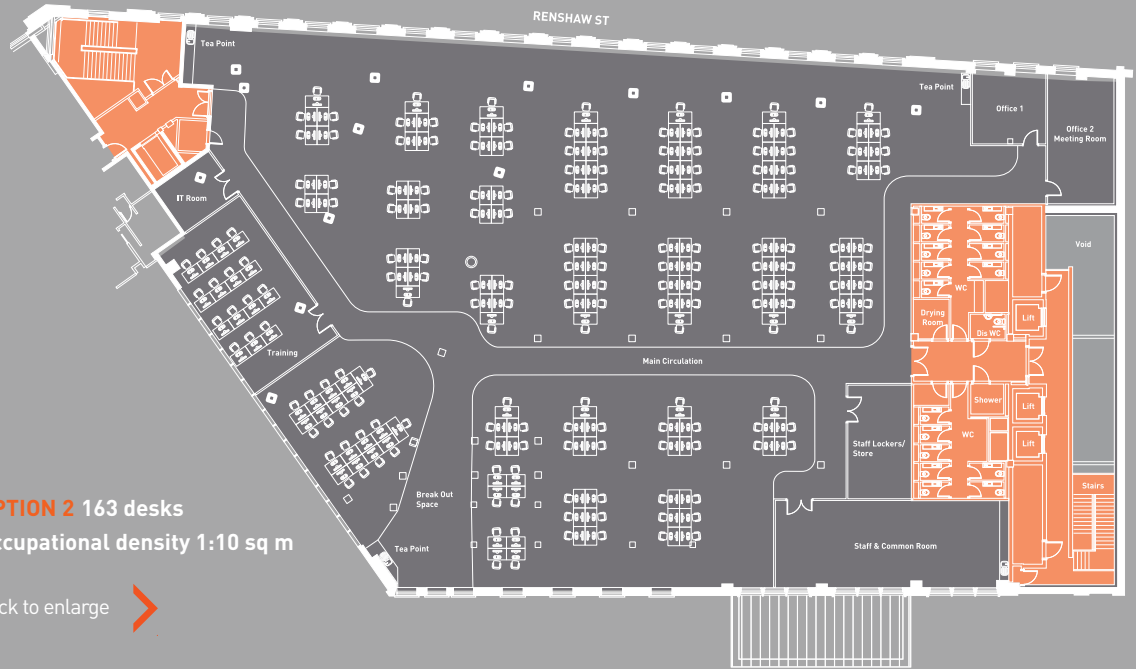 RENSHAW ST
Tea Point
Tea Point
Office 1
Office 2
Meeting Room
IT Room
Void
WC
Drying
Room
Dis WC
Lift
Training
Main Circulation
Shower
Lift
Staff Lockers/
Store
WC
Lift
Stairs
Break Out
Space
PTION 2 163 desks
ccupational density 1:10 sq m
Tea Point
Staff & Common Room
ck to enlarge